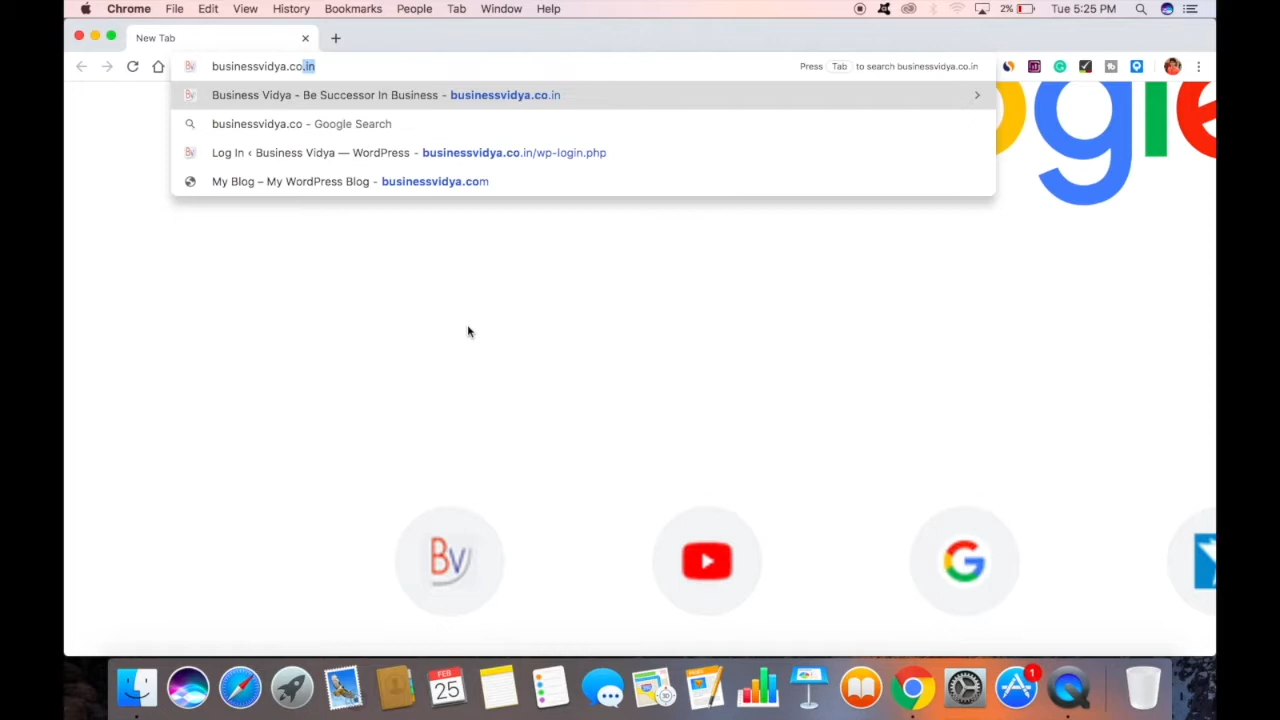 Chrome File Edit View History Bookmarks People Tab Window Help 2% Tue 5:25 PM
New Tab
businessvidya.co.in Press Tab to search businessvidya.co.in
Business Vidya - Be Successor In Business - businessvidya.co.in
businessvidya.co - Google Search
Log In ‹ Business Vidya — WordPress - businessvidya.co.in/wp-login.php
My Blog – My WordPress Blog - businessvidya.com
ogle
BV
G
FEB
25
1